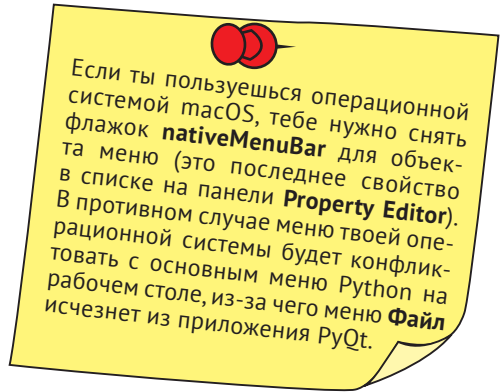 Если ты пользуешься операционной
системой macOS, тебе нужно снять
флажок nativeMenuBar для объек-
та меню (это последнее свойство
в списке на панели Property Editor).
В противном случае меню твоей опе-
рационной системы будет конфлик-
товать с основным меню Python на
рабочем столе, из-за чего меню Файл
исчезнет из приложения PyQt.